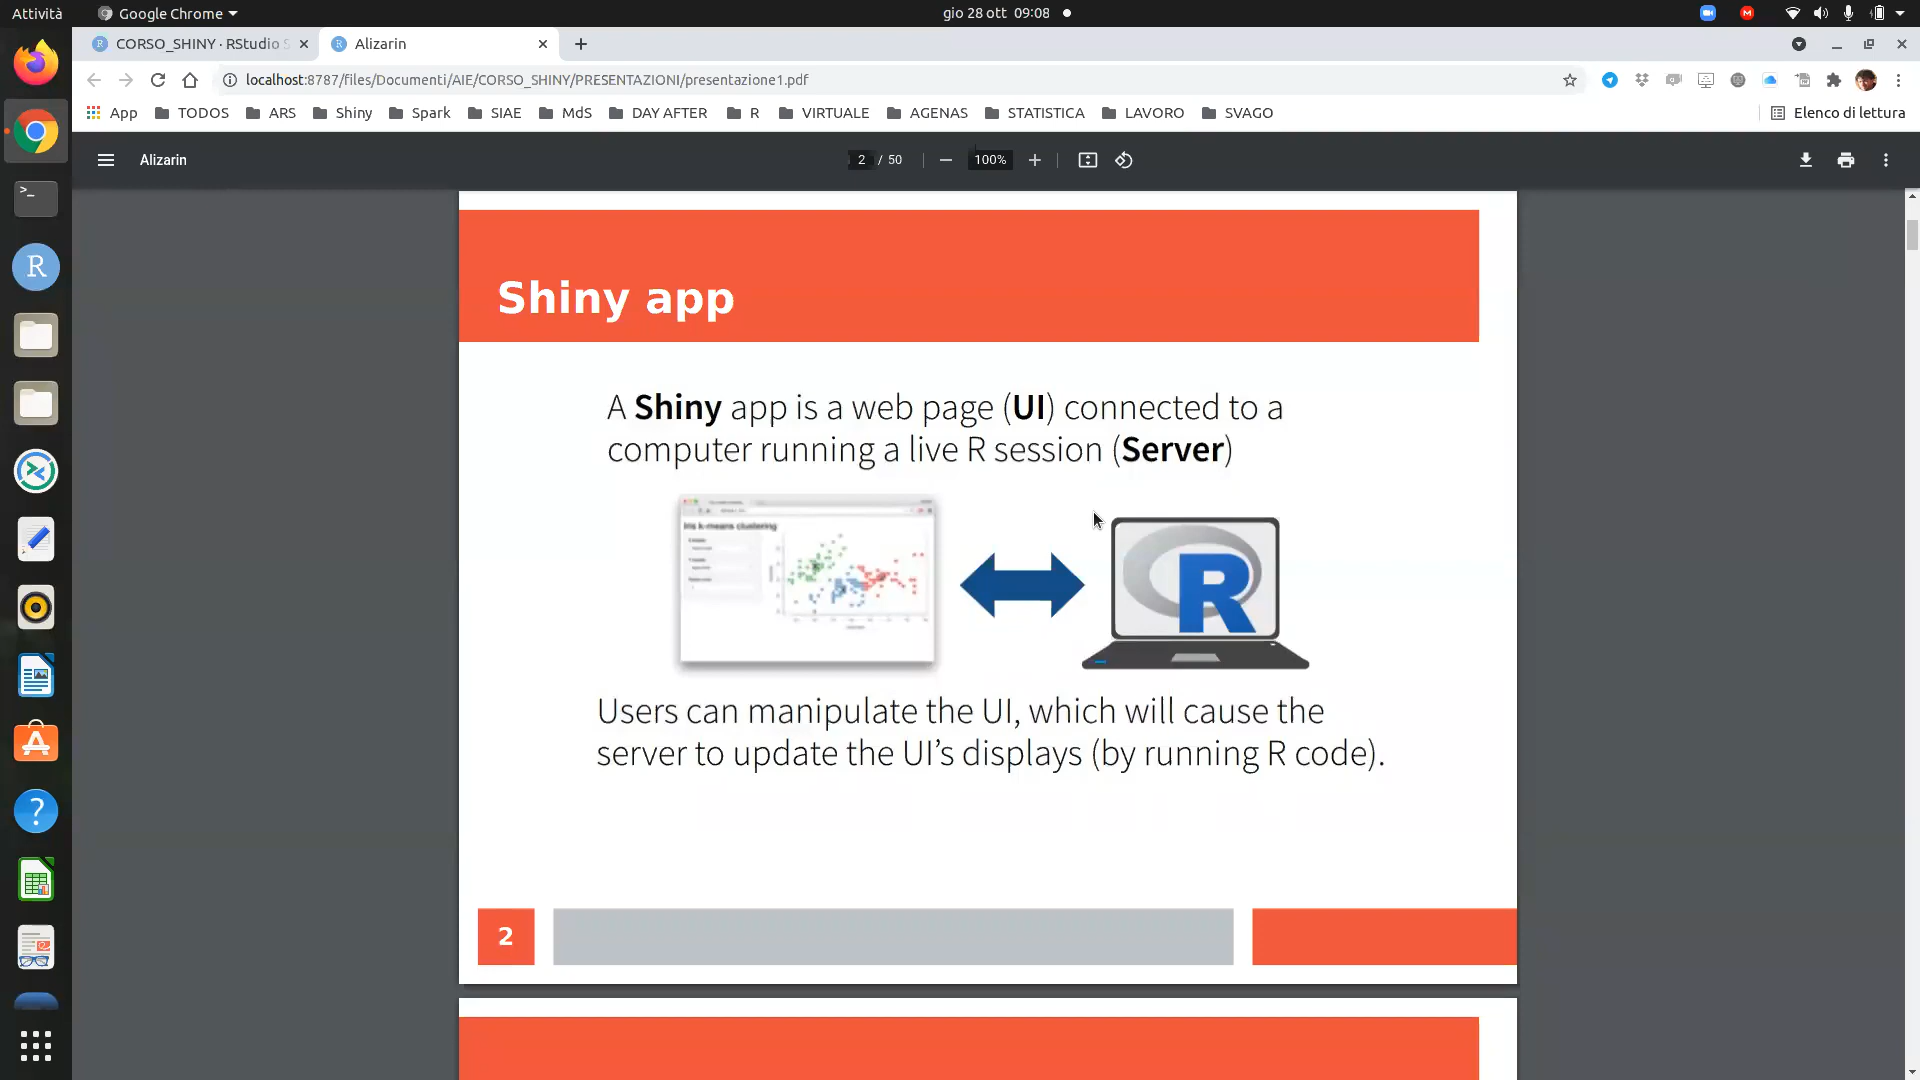 Attività
Google Chrome
gio 28 ott 09:08
CORSO_SHINY · RStudio S
Alizarin
localhost:8787/files/Documenti/AIE/CORSO_SHINY/PRESENTAZIONI/presentazione1.pdf
App TODOS ARS Shiny Spark SIAE MdS DAY AFTER R VIRTUALE AGENAS STATISTICA LAVORO SVAGO Elenco di lettura
Alizarin
2 / 50
100%
Shiny app
A Shiny app is a web page (UI) connected to a
computer running a live R session (Server)
Iris k-means clustering
R
Users can manipulate the UI, which will cause the
server to update the UI's displays (by running R code).
2